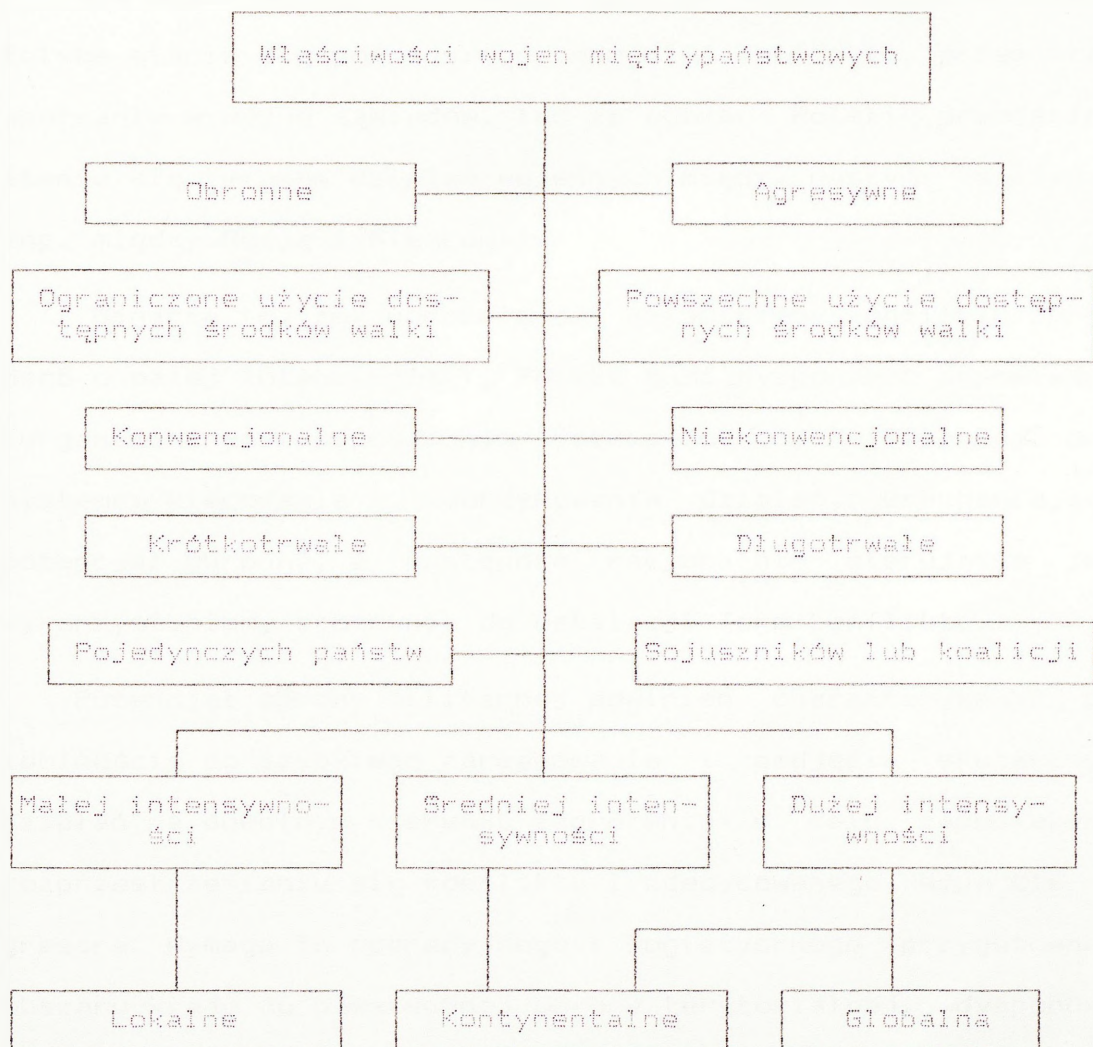 Właściwości wojen międzypaństwowych
Obronne
Agresywne
Ograniczone użycie dos-
tępnych środków walki
Powszechne użycie dostęp-
nych środków walki
Konwencjonalne
Niekonwencjonalne
Krótkotrwałe
Długotrwałe
Pojedynczych państw
Sojuszników lub koalicji
Małej intensywno-
ści
Średniej inten-
sywności
Dużej intensy-
wności
Lokalne
Kontynentalne
Globalna